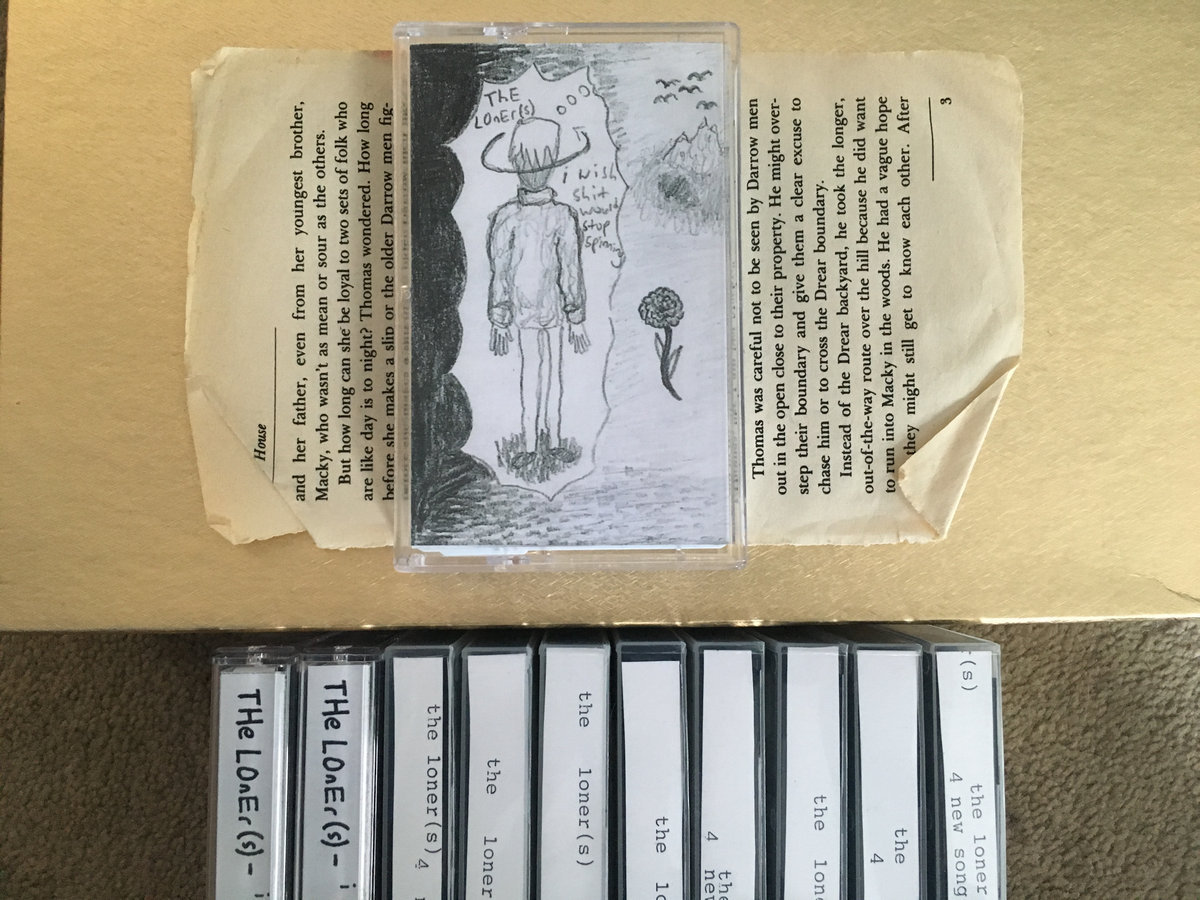 House
and her father, even from her youngest brother,
Macky, who wasn't as mean or sour as the others.
But how long can she be loyal to two sets of folk who
are like day is to night? Thomas wondered. How long
before she makes a slip or the older Darrow men fig-
THE
LOnEr(s)
i wish
shit
would
stop
spinning
Thomas was careful not to be seen by Darrow men
out in the open close to their property. He might over-
step their boundary and give them a clear excuse to
chase him or to cross the Drear boundary.
Instead of the Drear backyard, he took the longer,
out-of-the-way route over the hill because he did want
to run into Macky in the woods. He had a vague hope
they might still get to know each other. After
3
THe LOnEr(s) - i
THe LOnEr(s) - i
the loner(s)
4
the loner
the loner(s)
the lo
the
4 new
the lon
the
4
(s)
the loner
4 new song